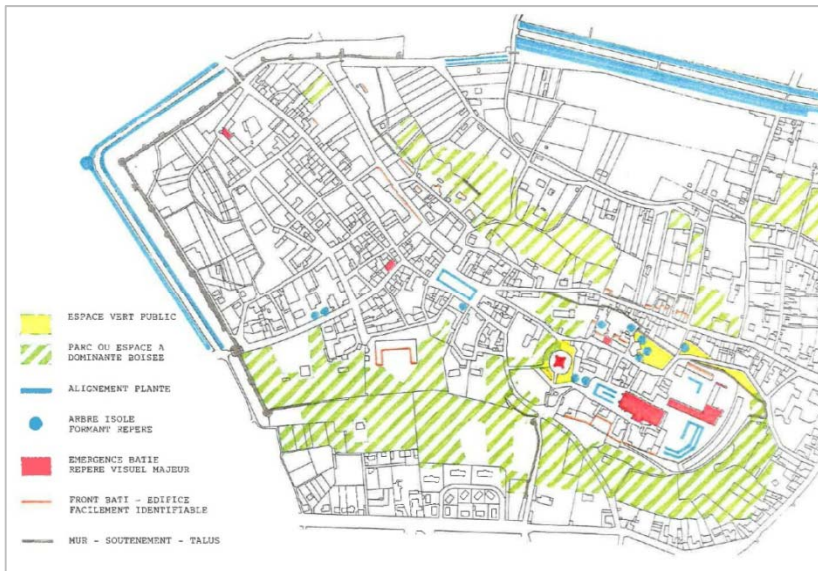 ESPACE VERT PUBLIC
PARC OU ESPACE A
DOMINANTE BOISEE
ALIGNEMENT PLANTE
ARBRE ISOLE
FORMANT REPERE
EMERGENCE BATIE
REPERE VISUEL MAJEUR
FRONT BATI - EDIFICE
FACILEMENT IDENTIFIABLE
MUR - SOUTENEMENT - TALUS